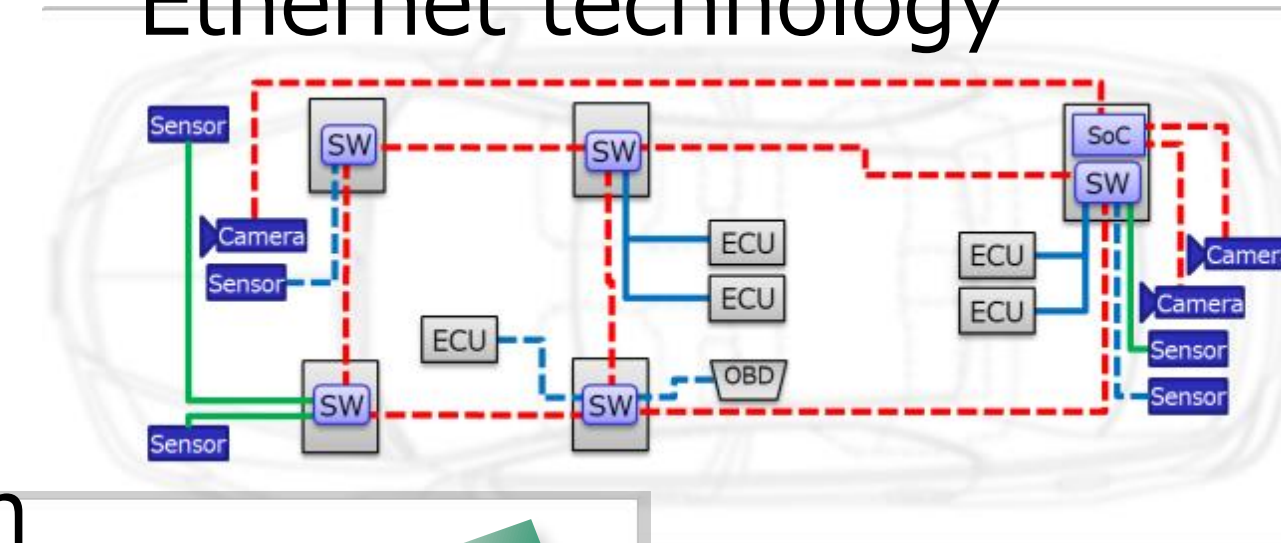 Ethernet technology
Sensor
SW
SW
SoC
SW
Camera
Sensor
ECU
ECU
ECU
ECU
Camer
Camera
Sensor
Sensor
ECU
OBD
SW
SW
Sensor
n